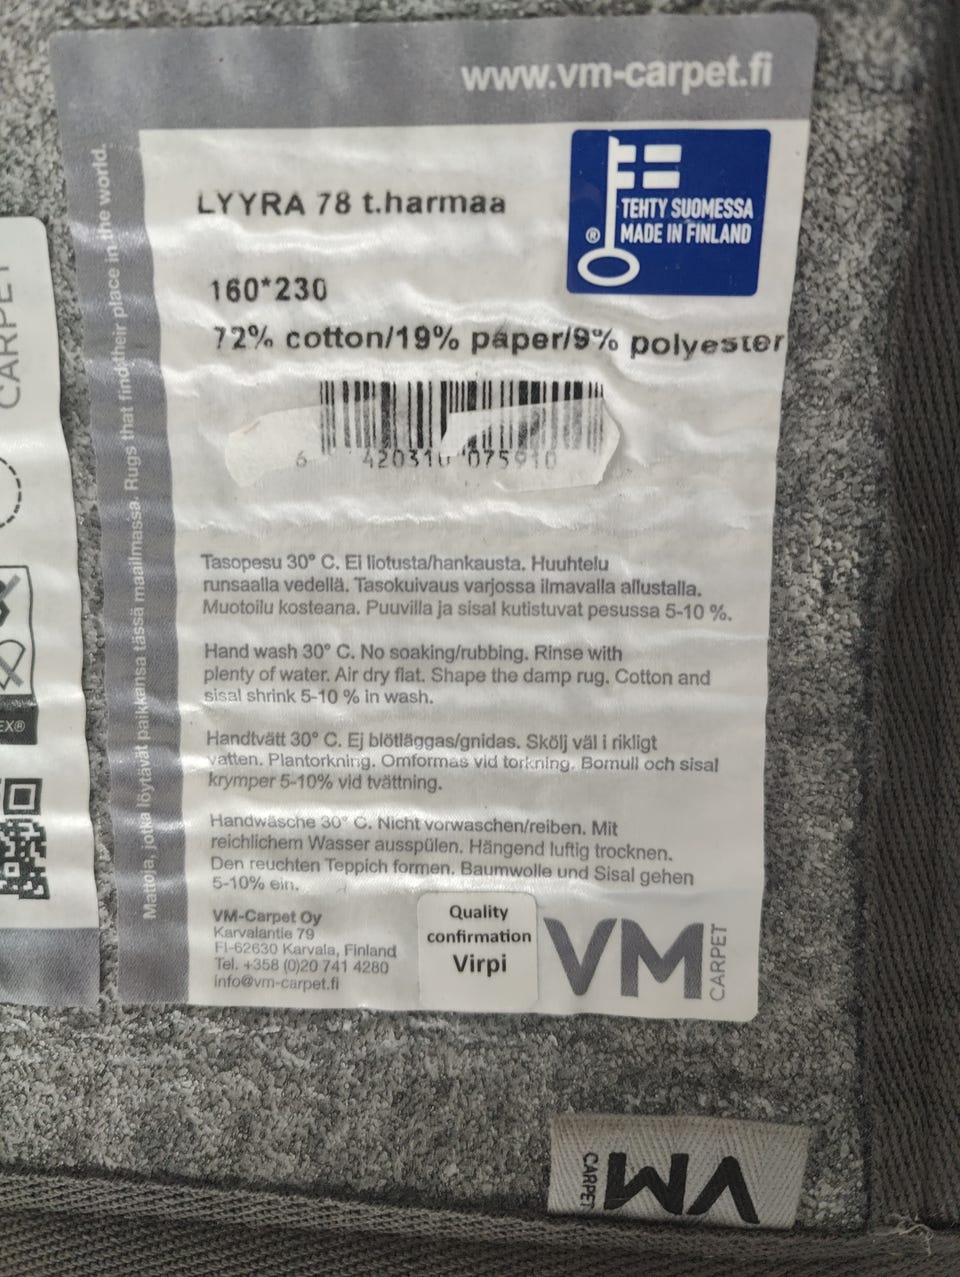 www.vm-carpet.fi
LYYRA 78 t.harmaa
TEHTY SUOMESSA
® MADE IN FINLAND
160*230
72% cotton/19% paper/9% polyester
6 420310 075910
Tasopesu 30° C. Ei liotusta/hankausta. Huuhtelu
runsaalla vedellä. Tasokuivaus varjossa ilmavalla allustalla.
Muotoilu kosteana. Puuvilla ja sisal kutistuvat pesussa 5-10 %.
Hand wash 30° C. No soaking/rubbing. Rinse with
plenty of water. Air dry flat. Shape the damp rug. Cotton and
sisal shrink 5-10 % in wash.
Handtvätt 30° C. Ej blötläggas/gnidas. Skölj väl i rikligt
vatten. Plantorkning. Omformas vid torkning. Bomull och sisal
krymper 5-10% vid tvättning.
Handwäsche 30° C. Nicht vorwaschen/reiben. Mit
reichlichem Wasser ausspülen. Hängend luftig trocknen.
Den reuchten Teppich formen. Baumwolle und Sisal gehen
5-10% ein.
VM-Carpet Oy
Karvalantie 79
FI-62630 Karvala, Finland
Tel. +358 (0)20 741 4280
info@vm-carpet.fi
Quality
confirmation
Virpi
VM
CARPET
Mattoja, jotka löytävät paikkansa tässä maailmassa. Rugs that find their place in the world.
CARPET
EX®
VM
CARPET